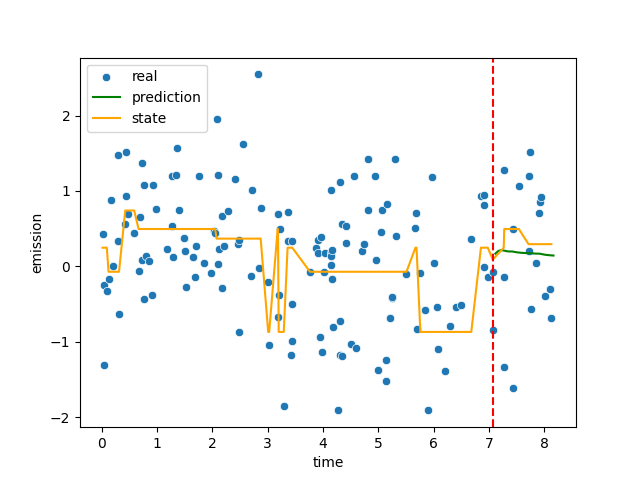 real
prediction
state
2
1
0
−1
−2
emission
0 1 2 3 4 5 6 7 8
time